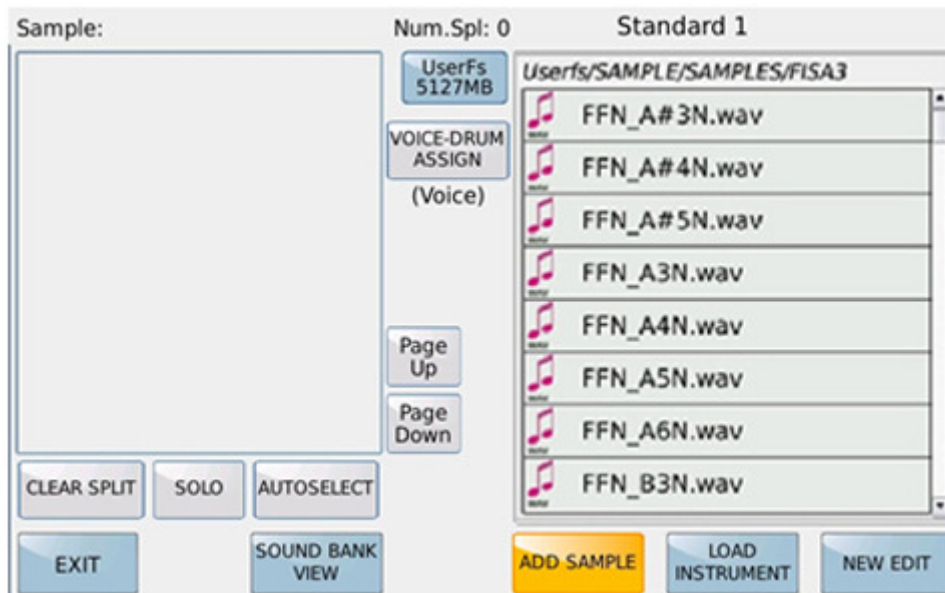 Sample:
Num.Spl: 0
Standard 1
UserFs
5127MB
VOICE-DRUM
ASSIGN
(Voice)
Page
Up
Page
Down
Userfs/SAMPLE/SAMPLES/FISA3
FFN_A#3N.wav
FFN_A#4N.wav
FFN_A#5N.wav
FFN_A3N.wav
FFN_A4N.wav
FFN_A5N.wav
FFN_A6N.wav
FFN_B3N.wav
CLEAR SPLIT
SOLO
AUTOSELECT
EXIT
SOUND BANK
VIEW
ADD SAMPLE
LOAD
INSTRUMENT
NEW EDIT